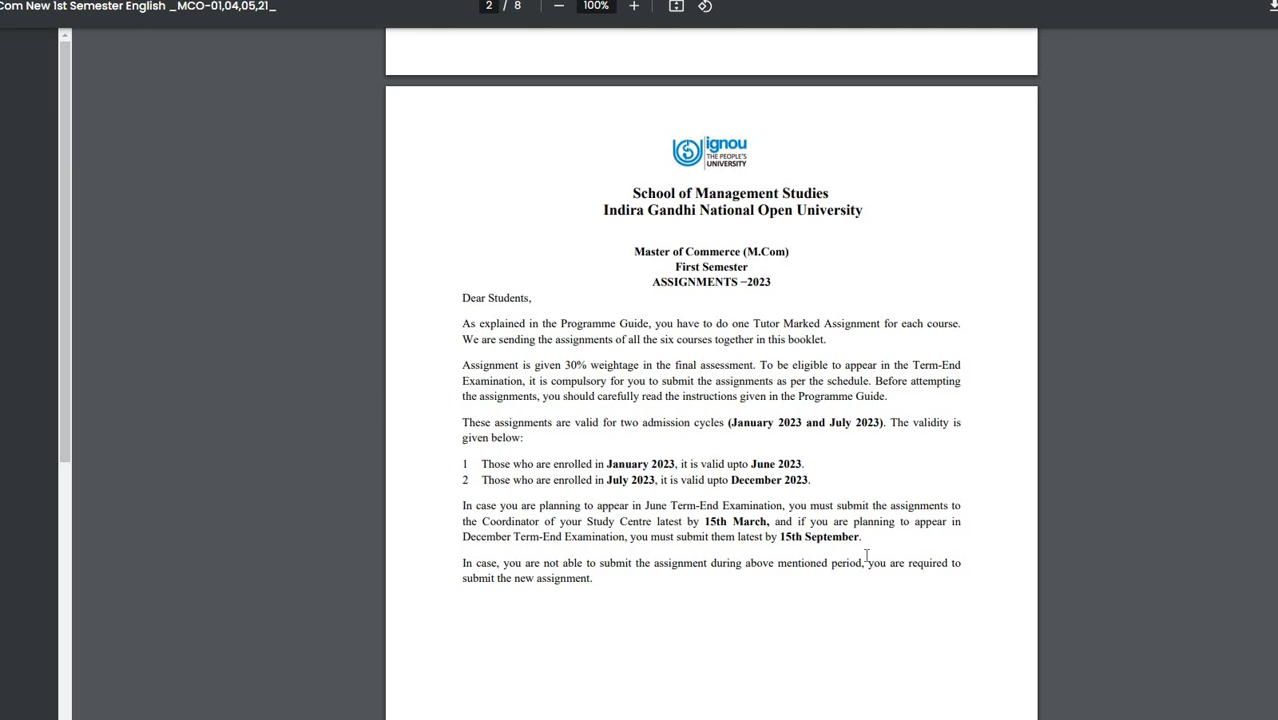 Com New 1st Semester English _MCO-01,04,05,21_
2 / 8
100%
ignou
THE PEOPLE'S
UNIVERSITY
School of Management Studies
Indira Gandhi National Open University
Master of Commerce (M.Com)
First Semester
ASSIGNMENTS –2023
Dear Students,
As explained in the Programme Guide, you have to do one Tutor Marked Assignment for each course.
We are sending the assignments of all the six courses together in this booklet.
Assignment is given 30% weightage in the final assessment. To be eligible to appear in the Term-End
Examination, it is compulsory for you to submit the assignments as per the schedule. Before attempting
the assignments, you should carefully read the instructions given in the Programme Guide.
These assignments are valid for two admission cycles (January 2023 and July 2023). The validity is
given below:
1 Those who are enrolled in January 2023, it is valid upto June 2023.
2 Those who are enrolled in July 2023, it is valid upto December 2023.
In case you are planning to appear in June Term-End Examination, you must submit the assignments to
the Coordinator of your Study Centre latest by 15th March, and if you are planning to appear in
December Term-End Examination, you must submit them latest by 15th September.
In case, you are not able to submit the assignment during above mentioned period, you are required to
submit the new assignment.